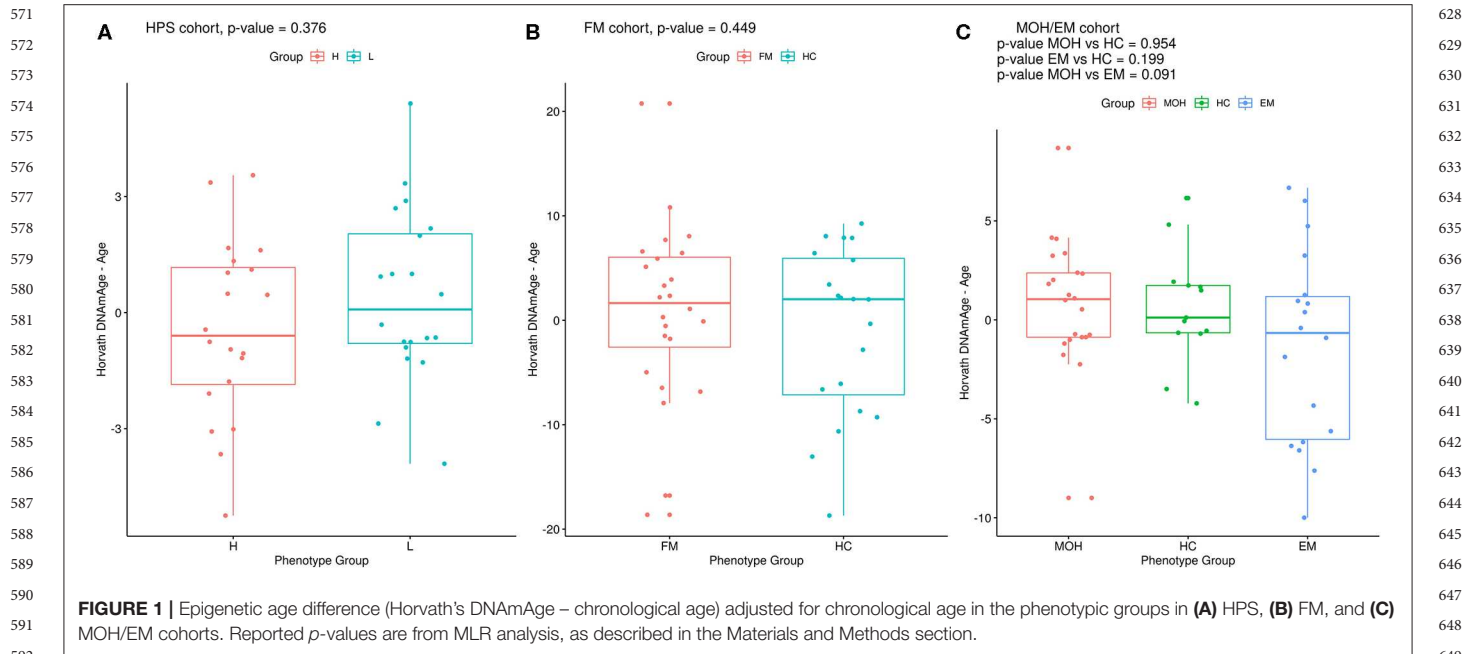 571
572
573
574
575
576
577
578
579
580
581
582
583
584
585
586
587
588
589
590
591
A
HPS cohort, p-value = 0.376
Group H L
3
0
-3
Horvath DNAmAge - Age
H L
Phenotype Group
B
FM cohort, p-value = 0.449
Group FM HC
20
10
0
-10
-20
Horvath DNAmAge - Age
FM HC
Phenotype Group
C
MOH/EM cohort
p-value MOH vs HC = 0.954
p-value EM vs HC = 0.199
p-value MOH vs EM = 0.091
Group MOH HC EM
5
0
-5
-10
Horvath DNAmAge - Age
MOH HC EM
Phenotype Group
FIGURE 1 | Epigenetic age difference (Horvath's DNAmAge – chronological age) adjusted for chronological age in the phenotypic groups in (A) HPS, (B) FM, and (C)
MOH/EM cohorts. Reported p-values are from MLR analysis, as described in the Materials and Methods section.
628
629
630
631
632
633
634
635
636
637
638
639
640
641
642
643
644
645
646
647
648